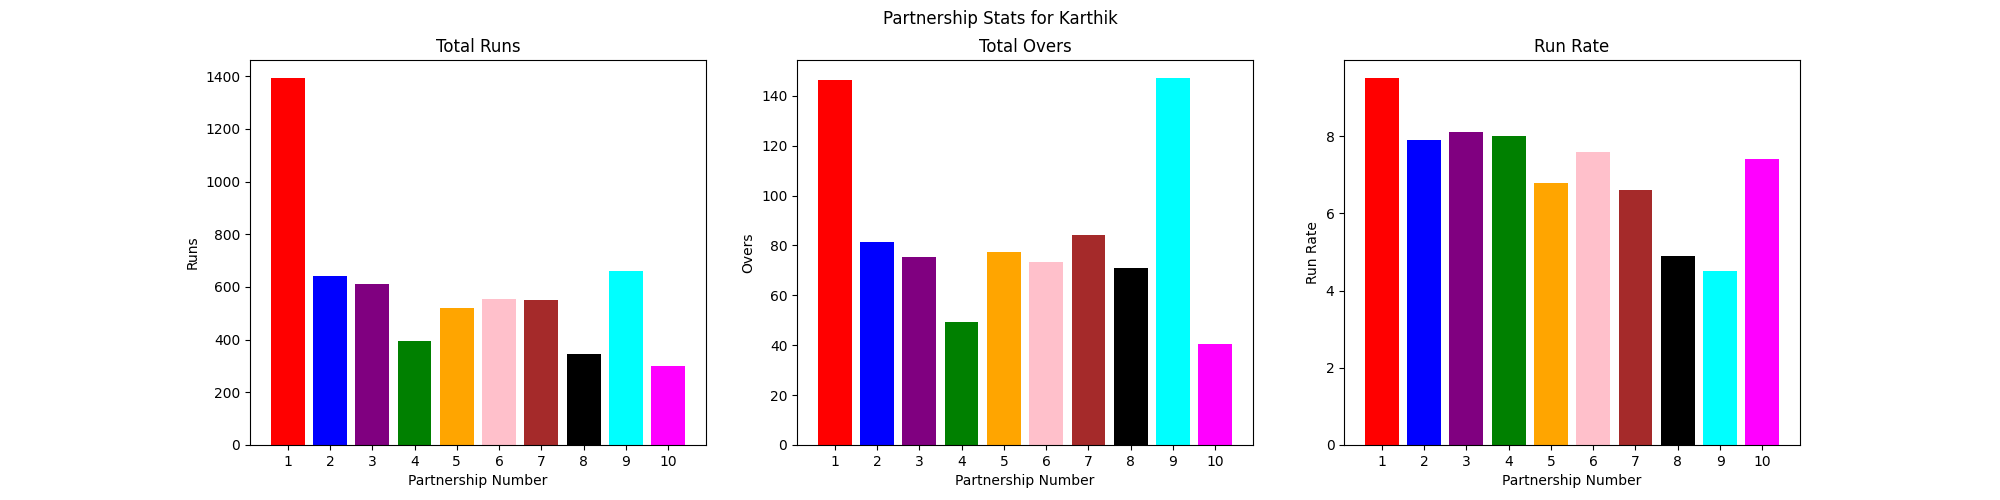 Partnership Stats for Karthik
Total Runs
Runs
1400
1200
1000
800
600
400
200
0
1 2 3 4 5 6 7 8 9 10
Partnership Number
Total Overs
Overs
140
120
100
80
60
40
20
0
1 2 3 4 5 6 7 8 9 10
Partnership Number
Run Rate
Run Rate
8
6
4
2
0
1 2 3 4 5 6 7 8 9 10
Partnership Number